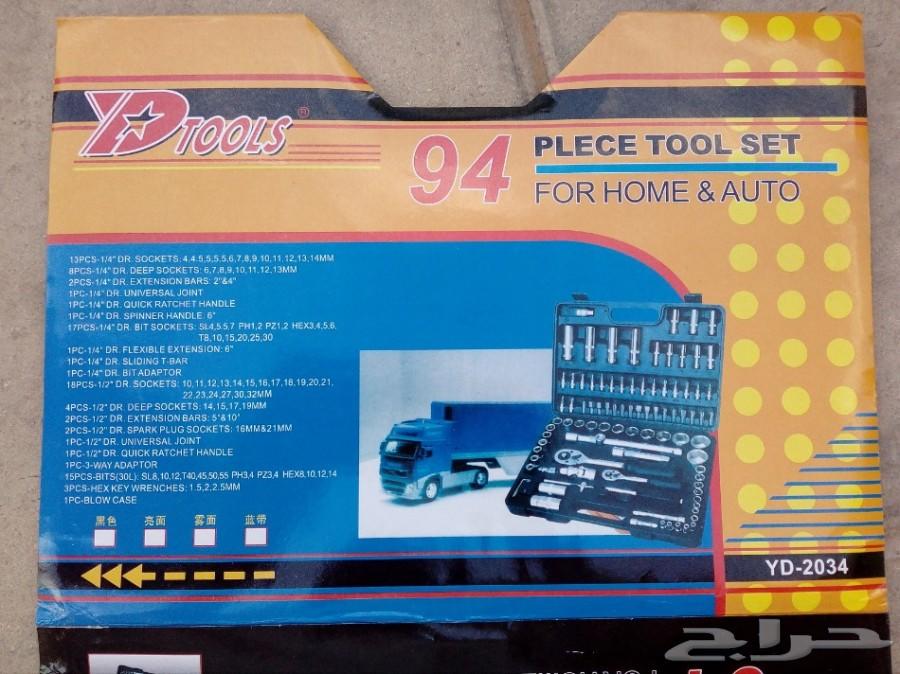 YD TOOLS ®
94 PLECE TOOL SET
FOR HOME & AUTO
13PCS-1/4" DR. SOCKETS: 4,4.5,5,5.5,6,7,8,9,10,11,12,13,14MM
8PCS-1/4" DR. DEEP SOCKETS: 6,7,8,9,10,11,12,13MM
2PCS-1/4" DR. EXTENSION BARS: 2"&4"
1PC-1/4" DR. UNIVERSAL JOINT
1PC-1/4" DR. QUICK RATCHET HANDLE
1PC-1/4" DR. SPINNER HANDLE: 6"
17PCS-1/4" DR. BIT SOCKETS: SL4,5.5,7 PH1,2 PZ1,2 HEX3,4,5,6,
T8,10,15,20,25,30
1PC-1/4" DR. FLEXIBLE EXTENSION: 6"
1PC-1/4" DR. SLIDING T-BAR
1PC-1/4" DR. BIT ADAPTOR
18PCS-1/2" DR. SOCKETS: 10,11,12,13,14,15,16,17,18,19,20,21,
22,23,24,27,30,32MM
4PCS-1/2" DR. DEEP SOCKETS: 14,15,17,19MM
2PCS-1/2" DR. EXTENSION BARS: 5"&10"
2PCS-1/2" DR. SPARK PLUG SOCKETS: 16MM&21MM
1PC-1/2" DR. UNIVERSAL JOINT
1PC-1/2" DR. QUICK RATCHET HANDLE
1PC-3-WAY ADAPTOR
15PCS-BITS(30L): SL8,10,12,T40,45,50,55 PH3,4 PZ3,4 HEX8,10,12,14
3PCS-HEX KEY WRENCHES: 1.5,2,2.5MM
1PC-BLOW CASE
黑色 亮面 雾面 蓝带
YD-2034
حراج